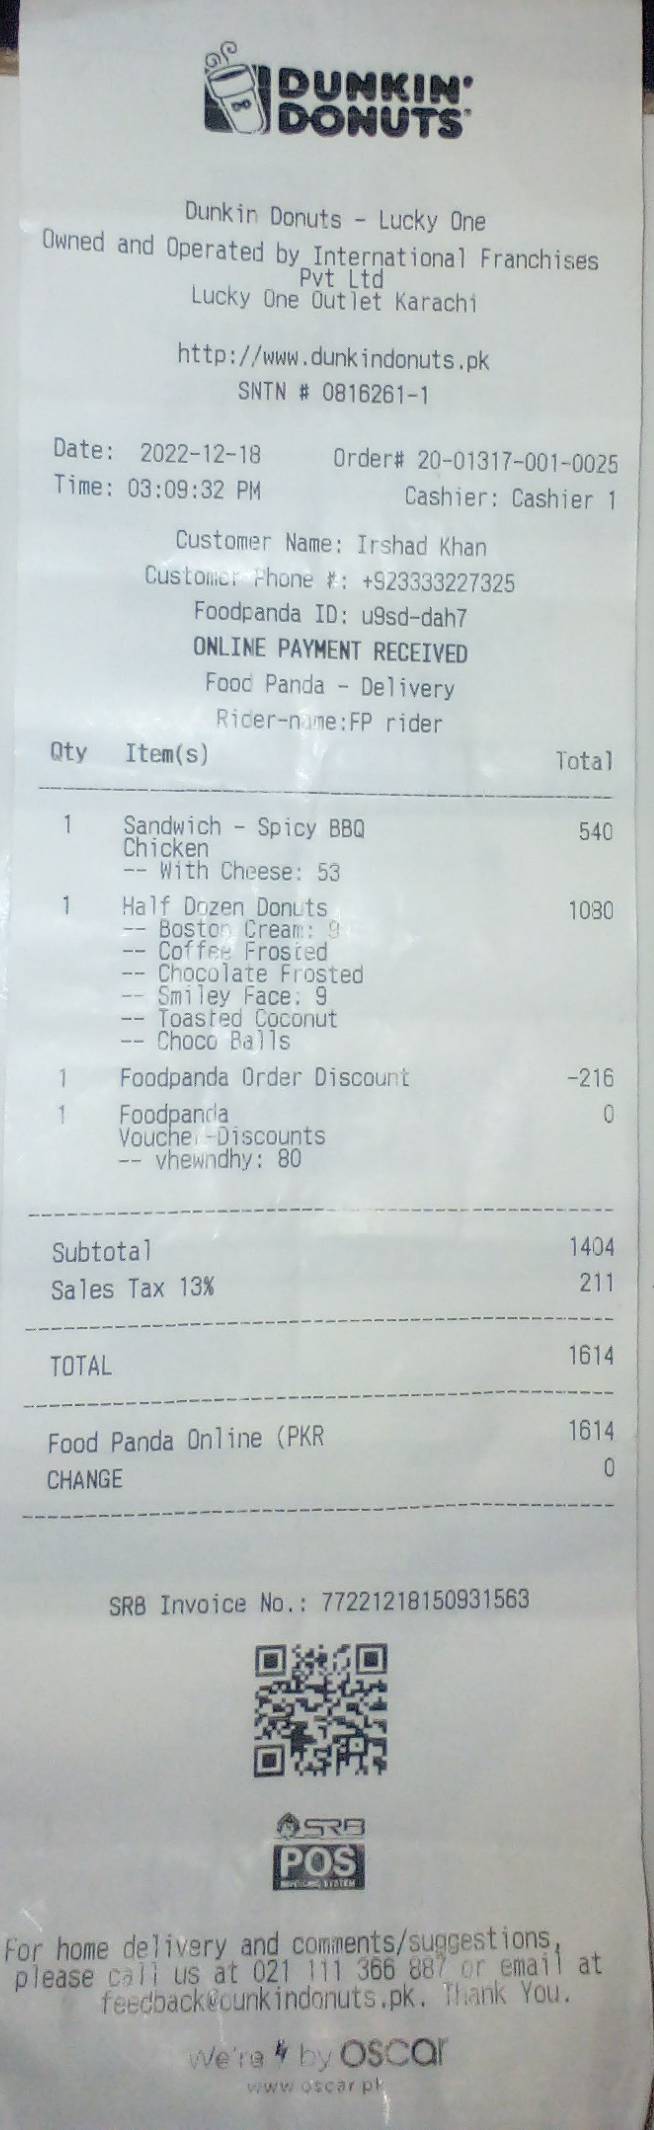 DUNKIN'
DONUTS
Dunkin Donuts - Lucky One
Owned and Operated by International Franchises
Pvt Ltd
Lucky One Outlet Karachi
http://www.dunkindonuts.pk
SNTN # 0816261-1
Date: 2022-12-18 Order# 20-01317-001-0025
Time: 03:09:32 PM Cashier: Cashier 1
Customer Name: Irshad Khan
Customer Phone #: +923333227325
Foodpanda ID: u9sd-dah7
ONLINE PAYMENT RECEIVED
Food Panda - Delivery
Rider-name:FP rider
Qty Item(s) Total
1 Sandwich - Spicy BBQ 540
Chicken
-- With Cheese: 53
1 Half Dozen Donuts 1080
-- Boston Cream: 9
-- Coffee Frosted
-- Chocolate Frosted
-- Smiley Face: 9
-- Toasted Coconut
-- Choco Balls
1 Foodpanda Order Discount -216
1 Foodpanda 0
Voucher-Discounts
-- vhewndhy: 80
Subtotal 1404
Sales Tax 13% 211
TOTAL 1614
Food Panda Online (PKR 1614
CHANGE 0
SRB Invoice No.: 77221218150931563
SRB
POS
For home delivery and comments/suggestions,
please call us at 021 111 366 887 or email at
feedback@dunkindonuts.pk. Thank You.
We're by oscar
www.oscar.pk